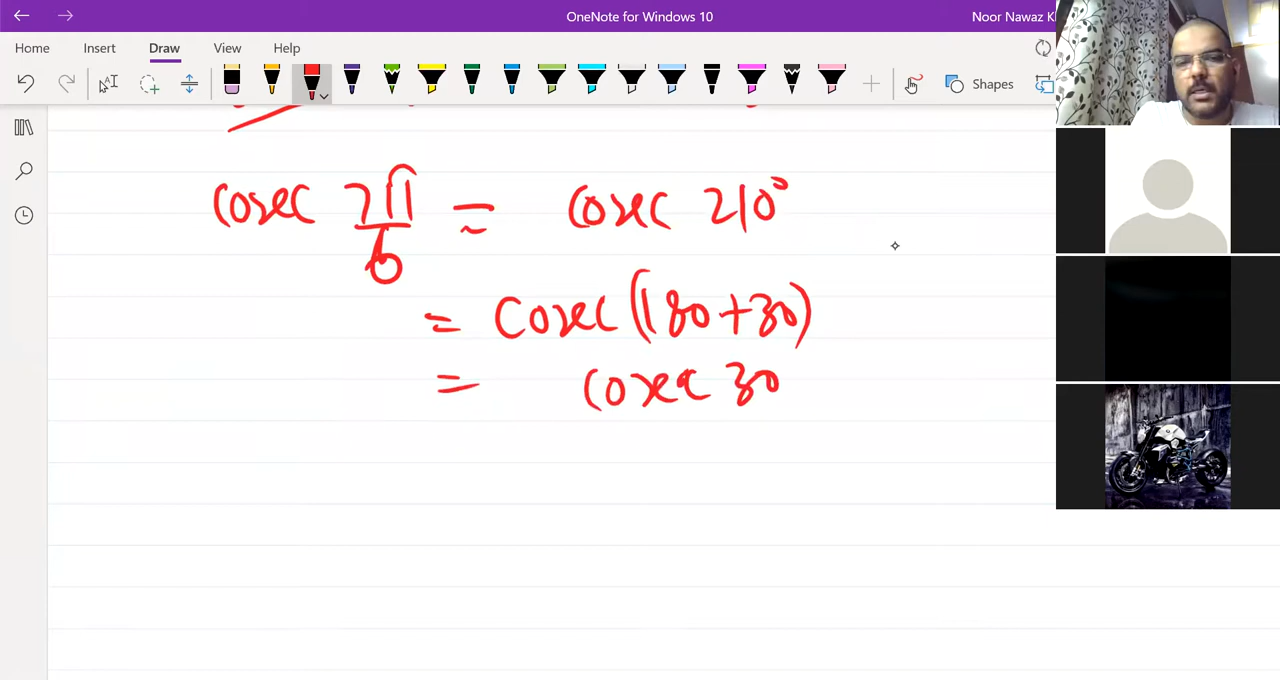 OneNote for Windows 10
Noor Nawaz K
Home Insert Draw View Help
Shapes
cosec 7π/6 = cosec 210°
= cosec (180+30)
= cosec 30